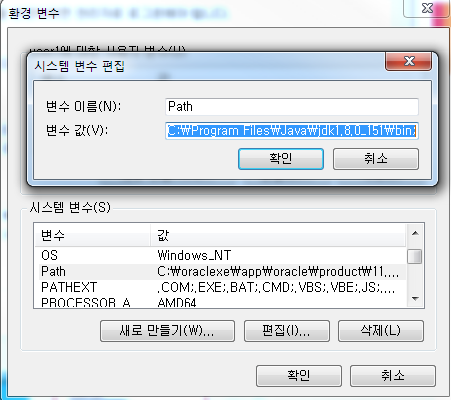 환경 변수
user1에 대한 사용자 변수(U)
시스템 변수 편집
변수 이름(N):
Path
변수 값(V):
C:₩Program Files₩Java₩jdk1.8.0_151₩bin;
확인
취소
시스템 변수(S)
변수 값
OS Windows_NT
Path C:₩oraclexe₩app₩oracle₩product₩11....
PATHEXT .COM;.EXE;.BAT;.CMD;.VBS;.VBE;.JS;....
PROCESSOR_A... AMD64
새로 만들기(W)...
편집(I)...
삭제(L)
확인
취소